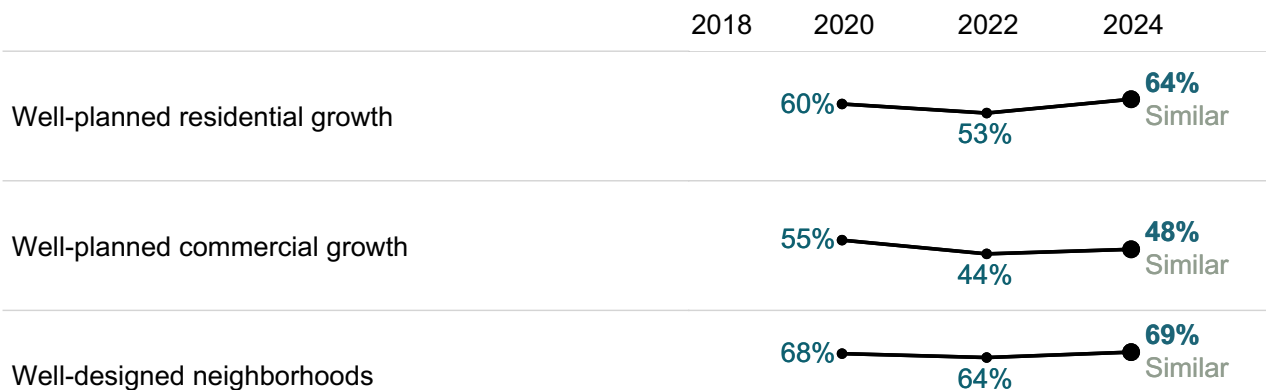 2018 2020 2022 2024
64%
60%
Similar
Well-planned residential growth
53%
48%
55%
Similar
Well-planned commercial growth
44%
69%
68%
Similar
64%
Well-designed neighborhoods